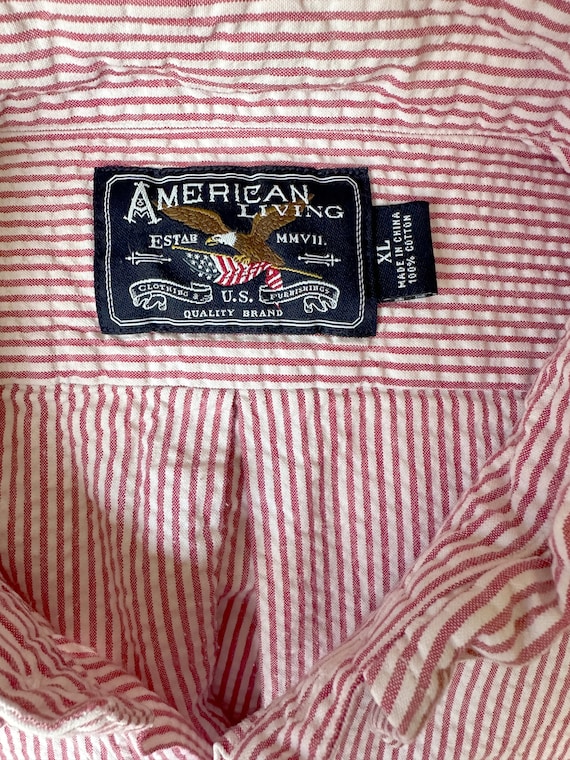 AMERICAN
LIVING
ESTAB MMVII.
CLOTHING & FURNISHINGS
U.S.
QUALITY BRAND
XL
MADE IN CHINA
100% COTTON